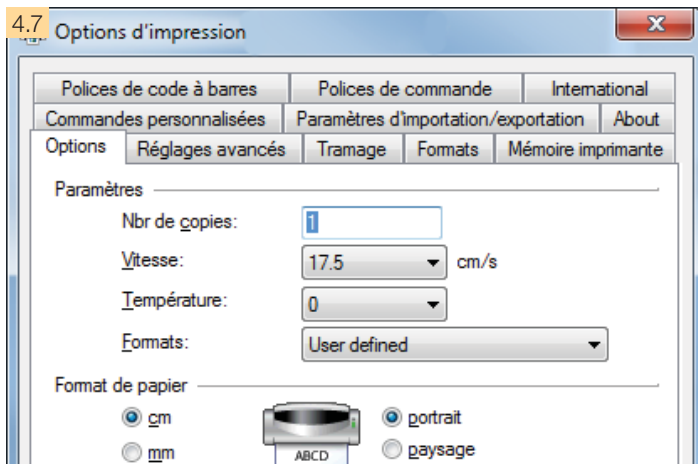 4.7
Options d'impression
x
Polices de code à barres Polices de commande International
Commandes personnalisées Paramètres d'importation/exportation About
Options Réglages avancés Tramage Formats Mémoire imprimante
Paramètres
Nbr de copies: 1
Vitesse: 17.5 cm/s
Température: 0
Formats: User defined
Format de papier
cm portrait
mm ABCD paysage